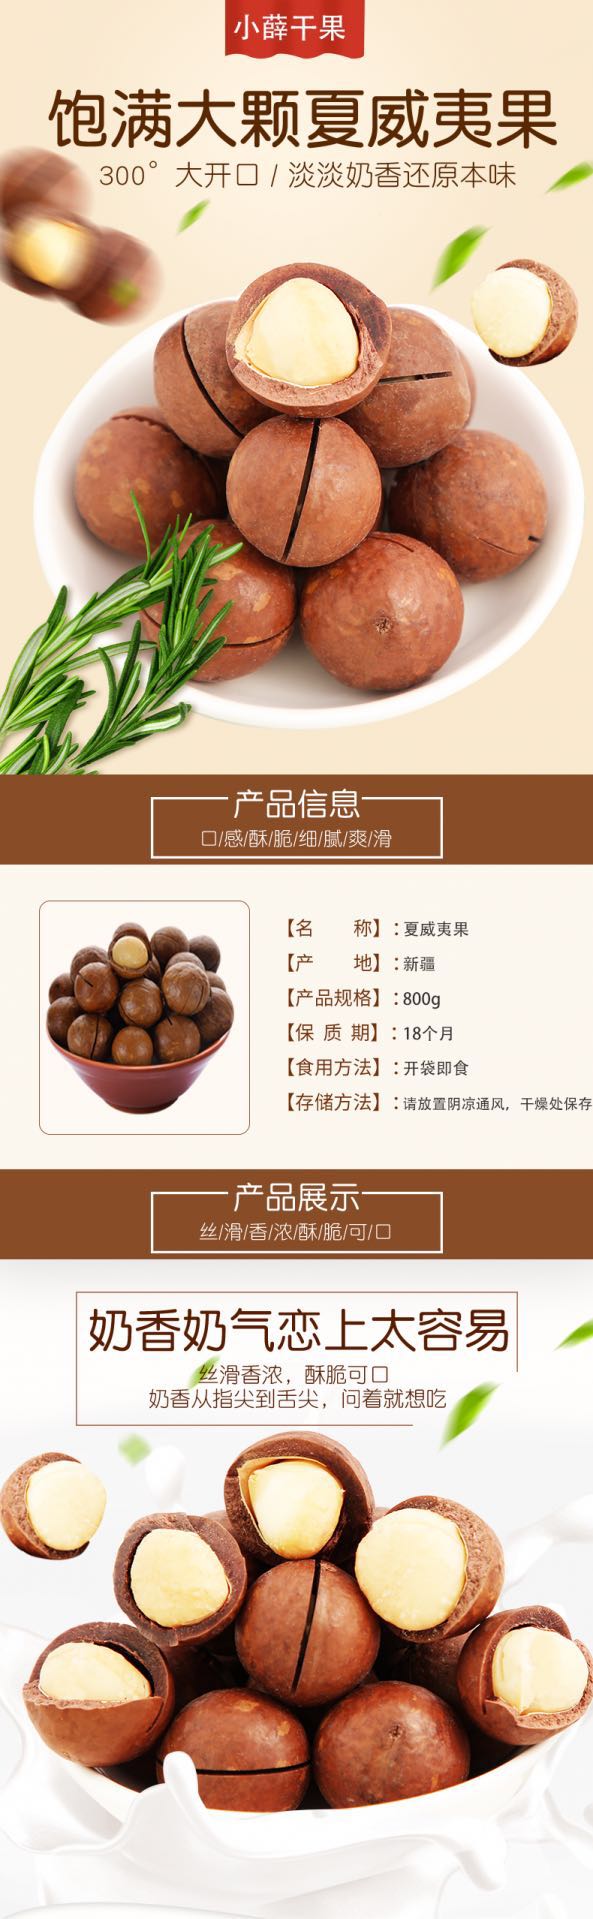 小薛干果
饱满大颗夏威夷果
300°大开口/淡淡奶香还原本味
产品信息
口/感/酥/脆/细/腻/爽/滑
【名　　称】:夏威夷果
【产　　地】:新疆
【产品规格】:800g
【保 质 期】:18个月
【食用方法】:开袋即食
【存储方法】:请放置阴凉通风，干燥处保存
产品展示
丝/滑/香/浓/酥/脆/可/口
奶香奶气恋上太容易
丝滑香浓，酥脆可口
奶香从指尖到舌尖，问着就想吃